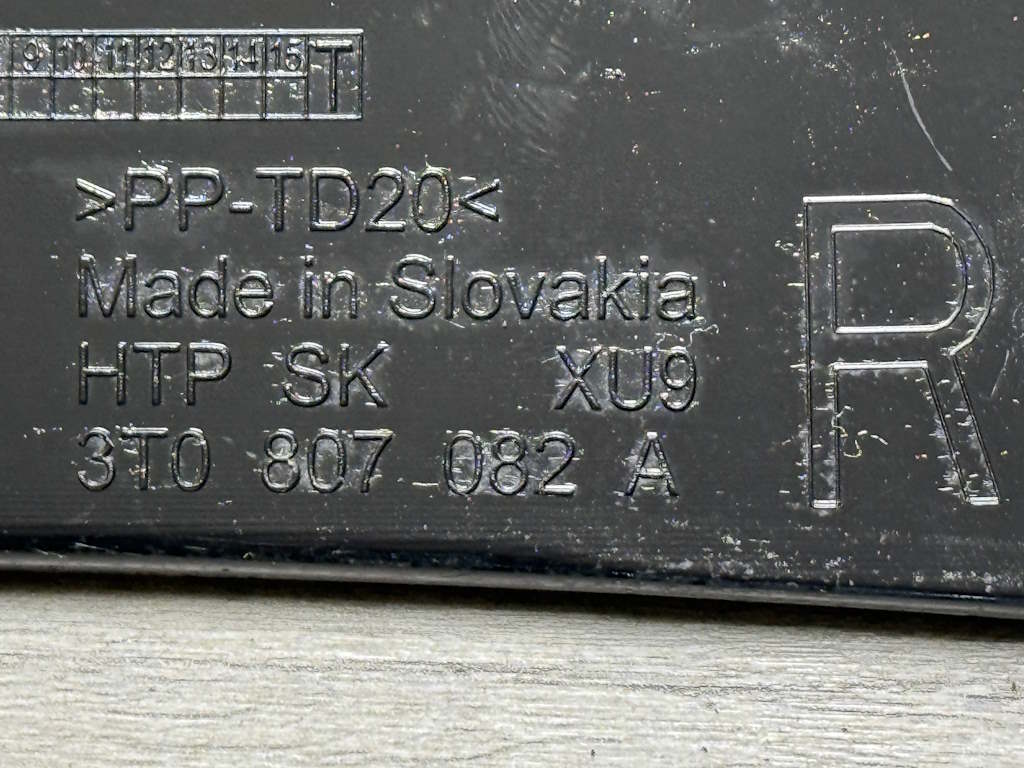 9 10 11 12 13 14 15 T
>PP-TD20<
Made in Slovakia
HTP SK XU9
3T0 807 082 A
R